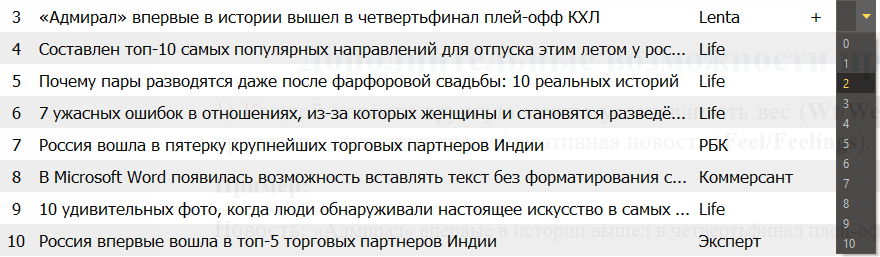 3 «Адмирал» впервые в истории вышел в четвертьфинал плей-офф КХЛ Lenta +
4 Составлен топ-10 самых популярных направлений для отпуска этим летом у рос... Life
5 Почему пары разводятся даже после фарфоровой свадьбы: 10 реальных историй Life
6 7 ужасных ошибок в отношениях, из-за которых женщины и становятся разведё... Life
7 Россия вошла в пятерку крупнейших торговых партнеров Индии РБК
8 В Microsoft Word появилась возможность вставлять текст без форматирования с... Коммерсант
9 10 удивительных фото, когда люди обнаруживали настоящее искусство в самых ... Life
10 Россия впервые вошла в топ-5 торговых партнеров Индии Эксперт
0
1
2
3
4
5
6
7
8
9
10